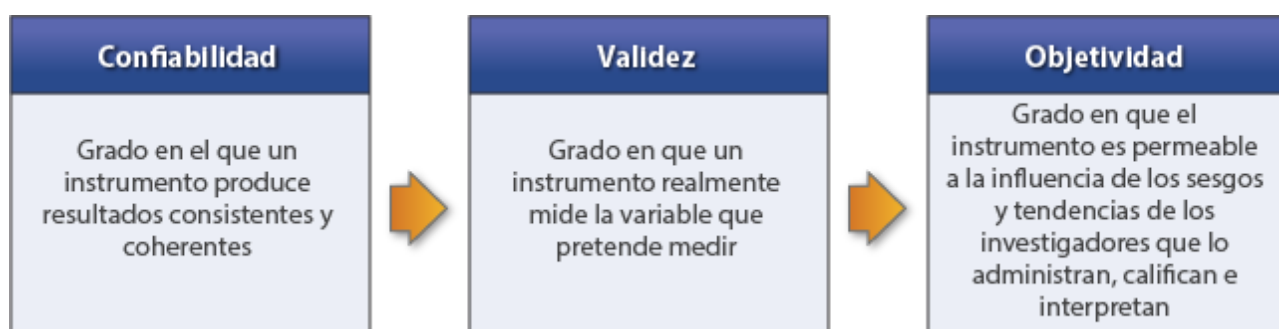 Confiabilidad
Grado en el que un
instrumento produce
resultados consistentes y
coherentes
Validez
Grado en que un
instrumento realmente
mide la variable que
pretende medir
Objetividad
Grado en que el
instrumento es permeable
a la influencia de los sesgos
y tendencias de los
investigadores que lo
administran, califican e
interpretan